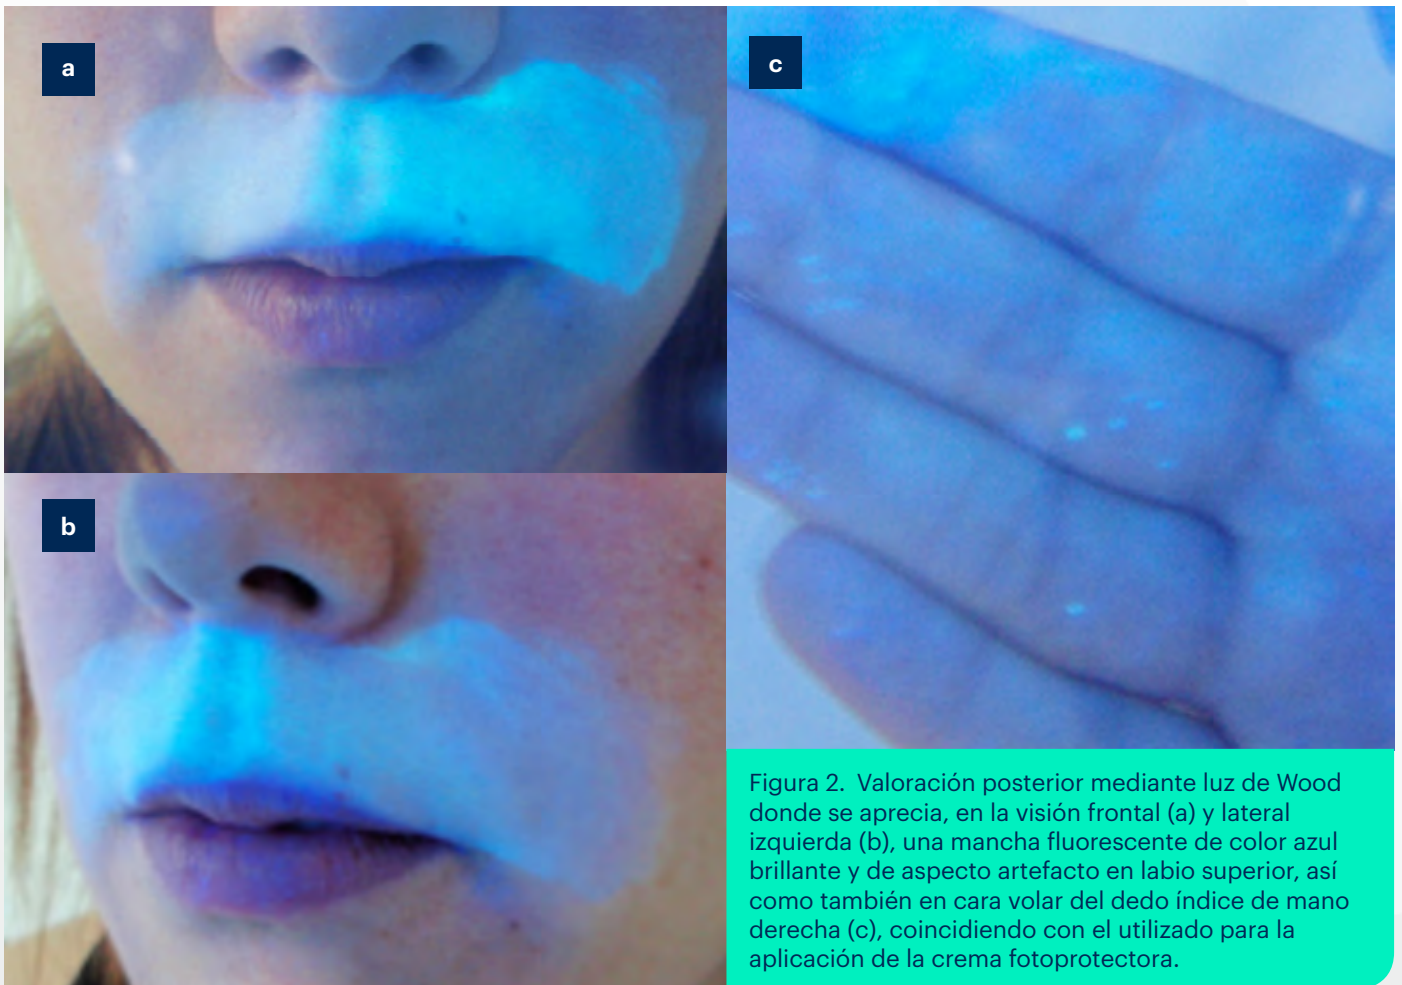 a
c
b
Figura 2. Valoración posterior mediante luz de Wood
donde se aprecia, en la visión frontal (a) y lateral
izquierda (b), una mancha fluorescente de color azul
brillante y de aspecto artefacto en labio superior, así
como también en cara volar del dedo índice de mano
derecha (c), coincidiendo con el utilizado para la
aplicación de la crema fotoprotectora.